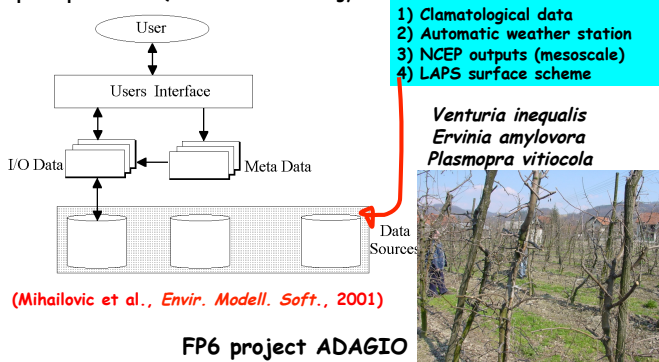 1) Clamatological data
2) Automatic weather station
3) NCEP outputs (mesoscale)
4) LAPS surface scheme
User
Users Interface
I/O Data
Meta Data
Data
Sources
Venturia inequalis
Ervinia amylovora
Plasmopra vitiocola
(Mihailovic et al., Envir. Modell. Soft., 2001)
FP6 project ADAGIO